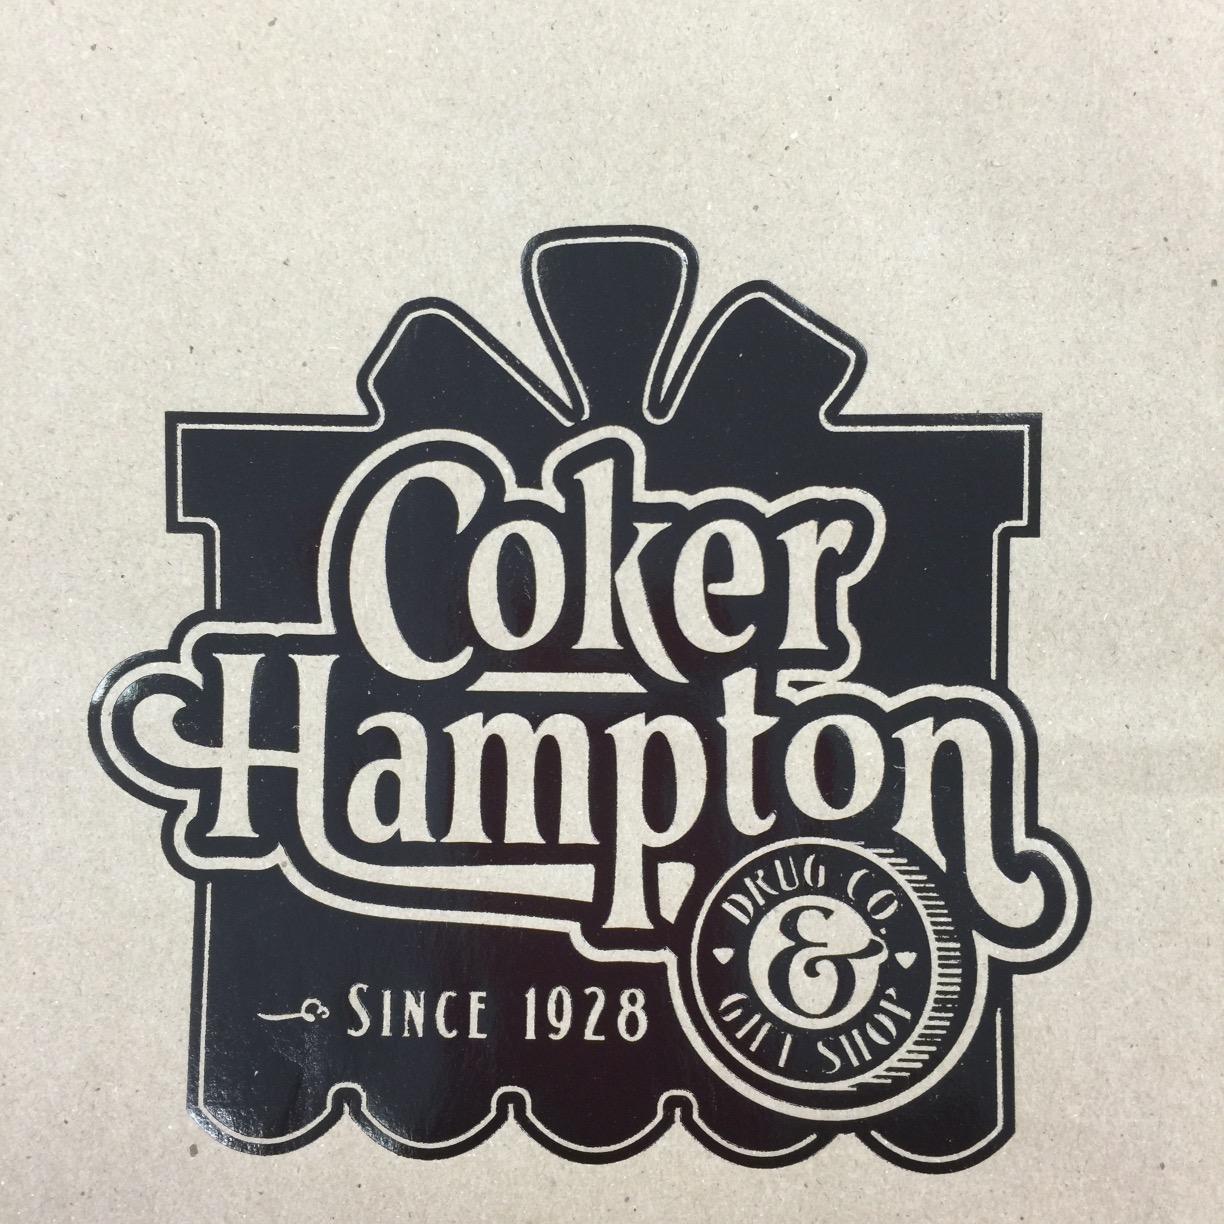 Coker
Hampton
DRUG CO.
&
GIFT SHOP
SINCE 1928